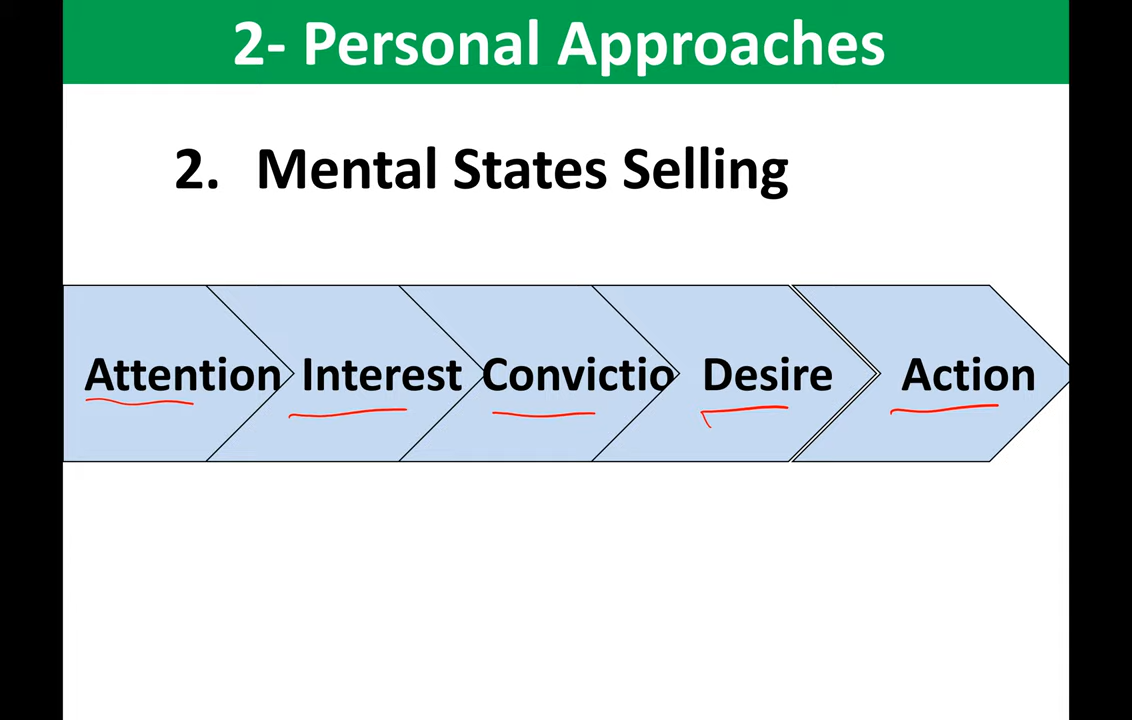 2- Personal Approaches
2. Mental States Selling
Attention Interest Convictio Desire Action